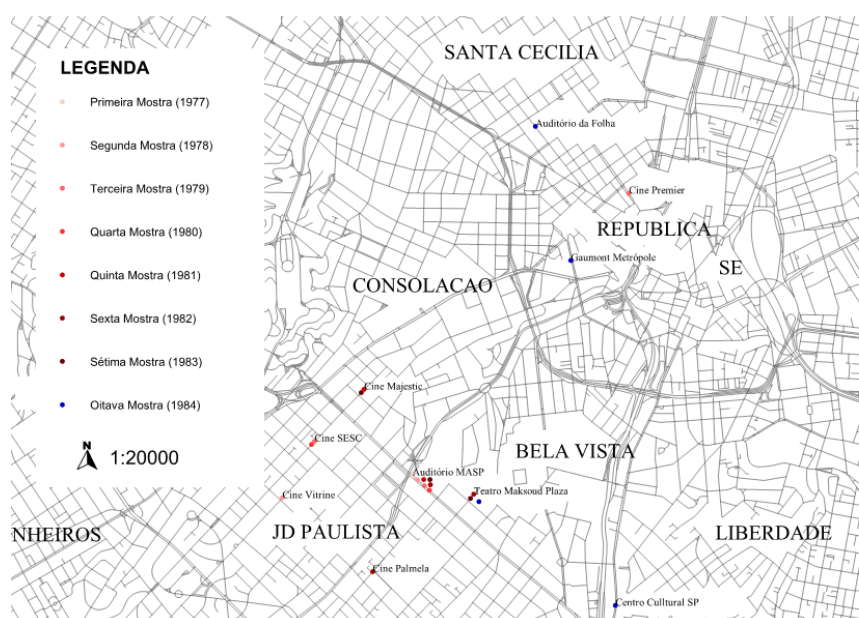 SANTA CECILIA
LEGENDA
Primeira Mostra (1977)
Segunda Mostra (1978)
Terceira Mostra (1979)
Quarta Mostra (1980)
Quinta Mostra (1981)
Sexta Mostra (1982)
Sétima Mostra (1983)
Oitava Mostra (1984)
N
1:20000
Auditório da Folha
Cine Premier
REPUBLICA
Gaumont Metrópole
SE
CONSOLACAO
Cine Majestic
Cine SESC
BELA VISTA
Auditório MASP
Teatro Maksoud Plaza
Cine Vitrine
NHEIROS
JD PAULISTA
LIBERDADE
Cine Palmela
Centro Culltural SP